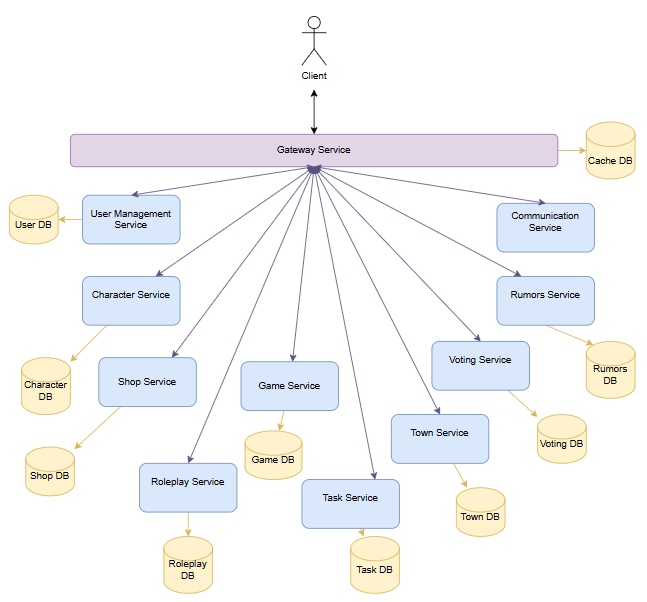 Client
Gateway Service
Cache DB
User Management
Service
User DB
Communication
Service
Character Service
Rumors Service
Character
DB
Shop Service
Game Service
Voting Service
Rumors
DB
Shop DB
Game DB
Town Service
Voting DB
Roleplay Service
Task Service
Town DB
Roleplay
DB
Task DB